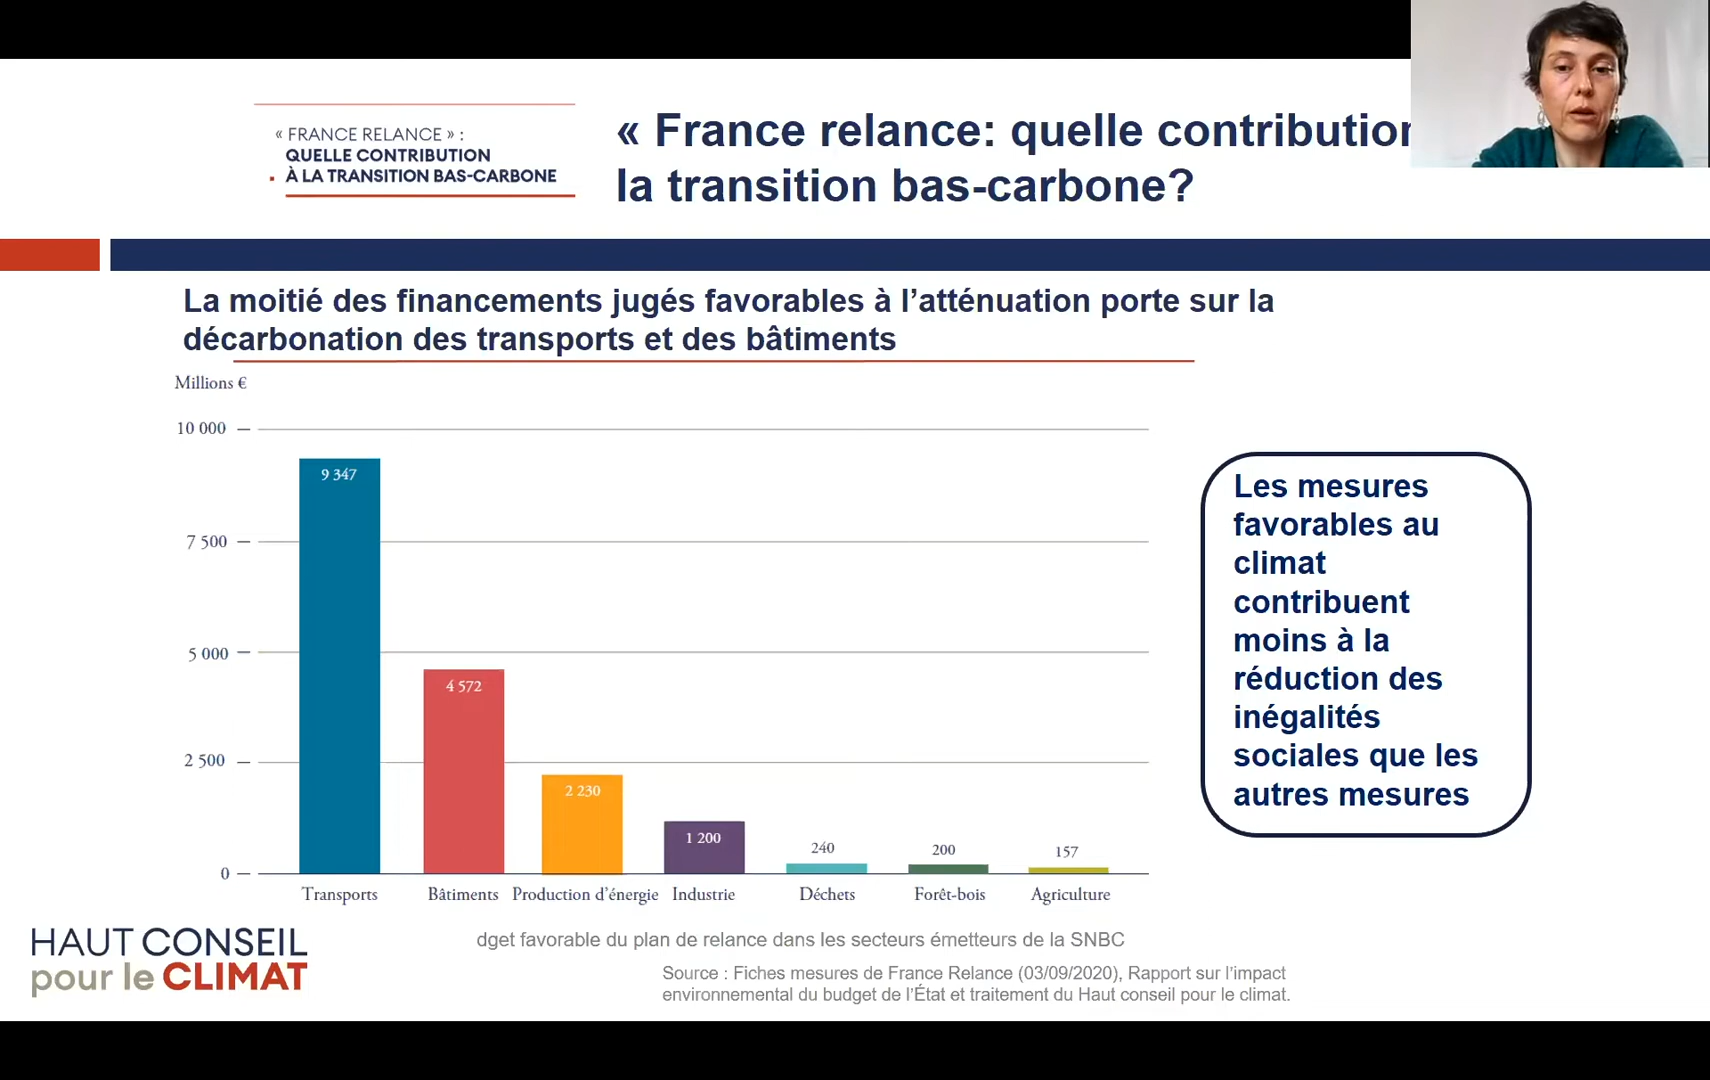 « FRANCE RELANCE » :
QUELLE CONTRIBUTION
À LA TRANSITION BAS-CARBONE
« France relance: quelle contribution
la transition bas-carbone?
La moitié des financements jugés favorables à l’atténuation porte sur la
décarbonation des transports et des bâtiments
Millions €
10 000
7 500
5 000
2 500
0
9 347
4 572
2 230
1 200
240
200
157
Transports
Bâtiments
Production d’énergie
Industrie
Déchets
Forêt-bois
Agriculture
Les mesures
favorables au
climat
contribuent
moins à la
réduction des
inégalités
sociales que les
autres mesures
HAUT CONSEIL
pour le CLIMAT
dget favorable du plan de relance dans les secteurs émetteurs de la SNBC
Source : Fiches mesures de France Relance (03/09/2020), Rapport sur l’impact
environnemental du budget de l’État et traitement du Haut conseil pour le climat.